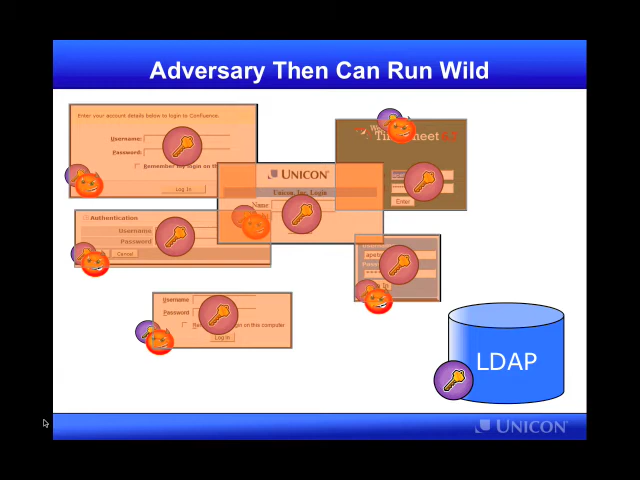 Adversary Then Can Run Wild
Enter your account details below to login to Confluence.
Username:
Password:
Remember my login on th
Log In
Authentication
Username
Password
Cancel
UNICON
Unicon, Inc. Login
Name
Enter
Username
Password
on this computer
Log In
LDAP
UNICON